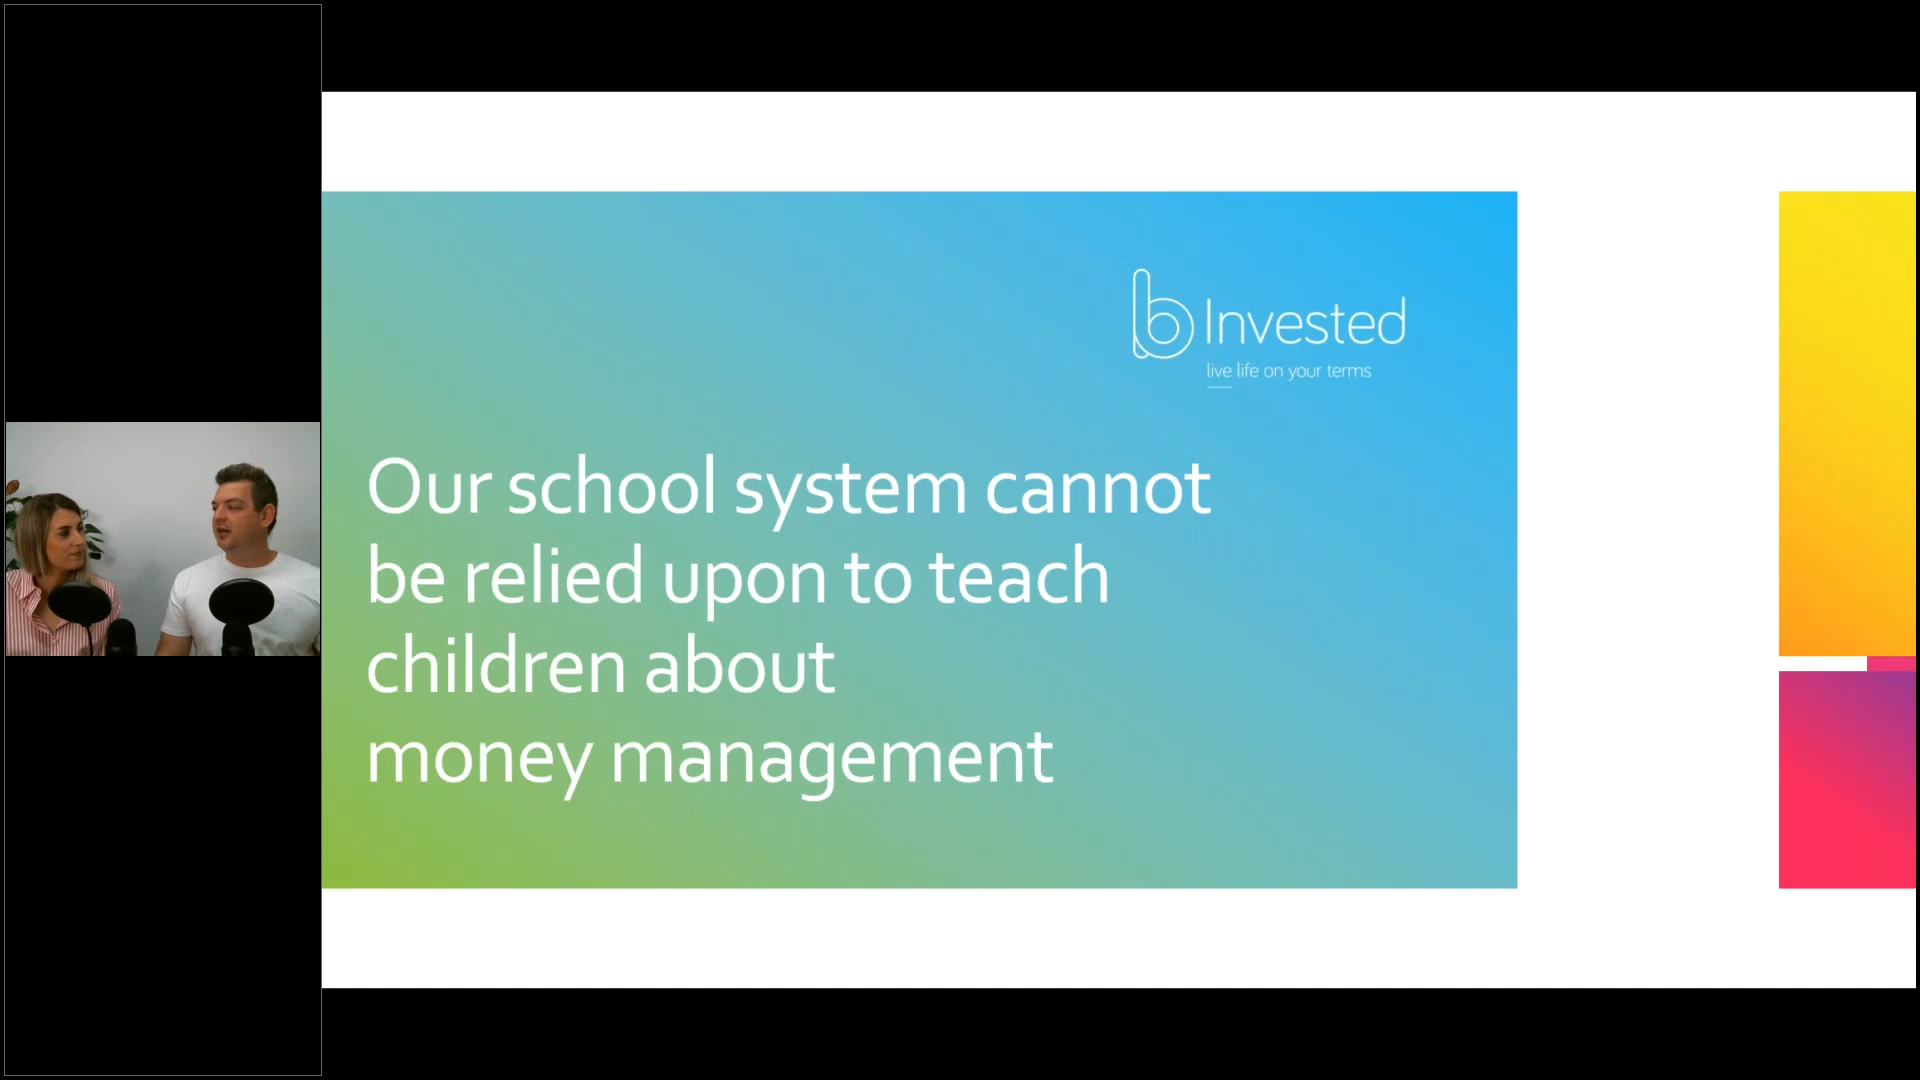 b Invested
live life on your terms
Our school system cannot
be relied upon to teach
children about
money management